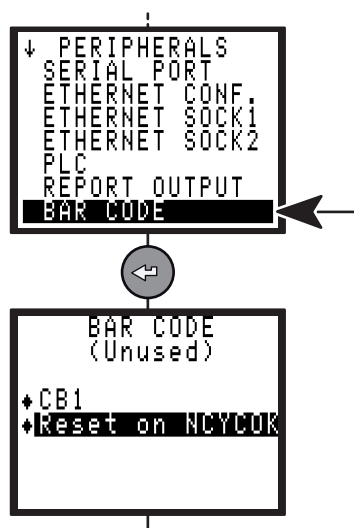 ↓ PERIPHERALS
SERIAL PORT
ETHERNET CONF.
ETHERNET SOCK1
ETHERNET SOCK2
PLC
REPORT OUTPUT
BAR CODE
BAR CODE
(Unused)
♦CB1
♦Reset on NCYCOK